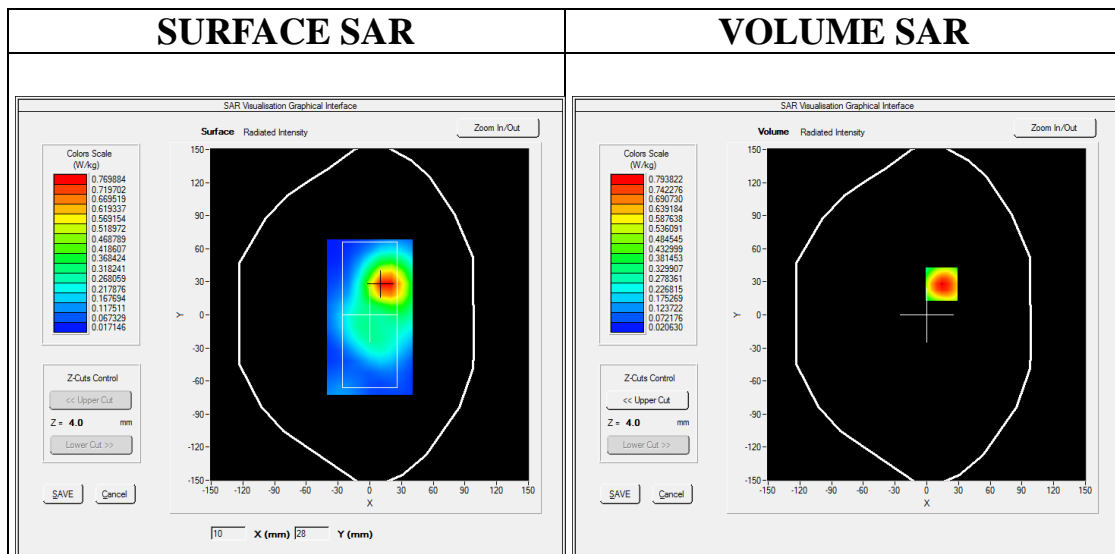 SURFACE SAR
SAR Visualisation Graphical Interface
Surface Radiated Intensity
Zoom In/Out
Colors Scale
(W/kg)
0.769884
0.719702
0.669519
0.619337
0.569154
0.518972
0.468789
0.418607
0.368424
0.318241
0.268059
0.217876
0.167694
0.117511
0.067329
0.017146
150
120
90
60
30
0
-30
-60
-90
-120
-150
Y
-150 -120 -90 -60 -30 0 30 60 90 120 150
X
Z-Cuts Control
<< Upper Cut
Z = 4.0 mm
Lower Cut >>
SAVE Cancel
10 X (mm) 28 Y (mm)
VOLUME SAR
SAR Visualisation Graphical Interface
Volume Radiated Intensity
Zoom In/Out
Colors Scale
(W/kg)
0.793822
0.742276
0.690730
0.639184
0.587638
0.536091
0.484545
0.432999
0.381453
0.329907
0.278361
0.226815
0.175269
0.123722
0.072176
0.020630
150
120
90
60
30
0
-30
-60
-90
-120
-150
Y
-150 -120 -90 -60 -30 0 30 60 90 120 150
X
Z-Cuts Control
<< Upper Cut
Z = 4.0 mm
Lower Cut >>
SAVE Cancel